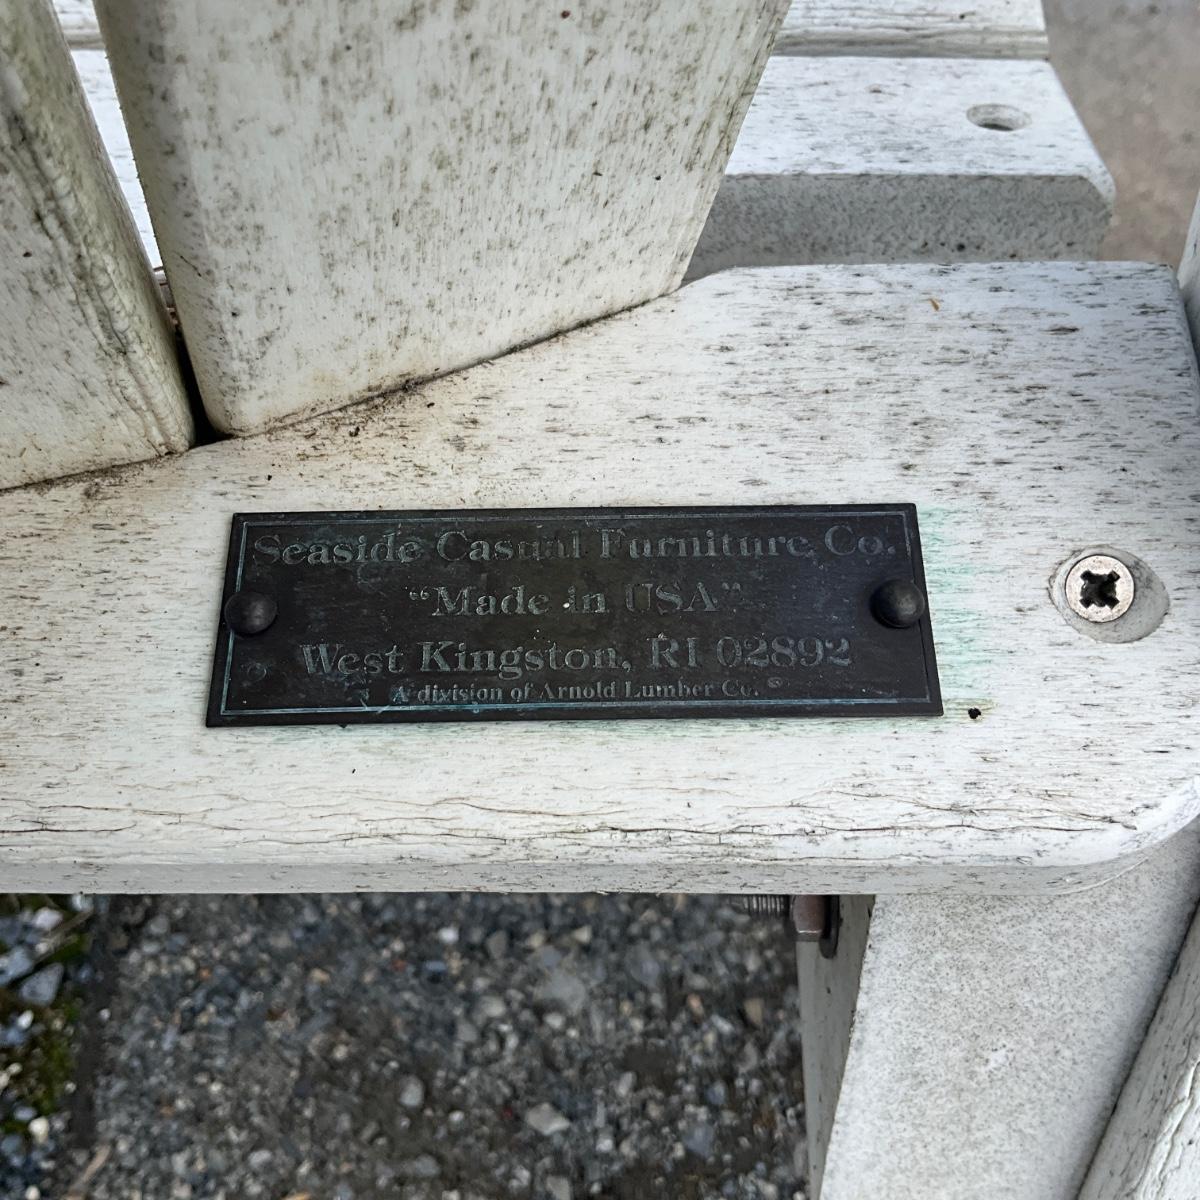 Seaside Casual Furniture Co.
“Made in USA”
West Kingston, RI 02892
A division of Arnold Lumber Co.